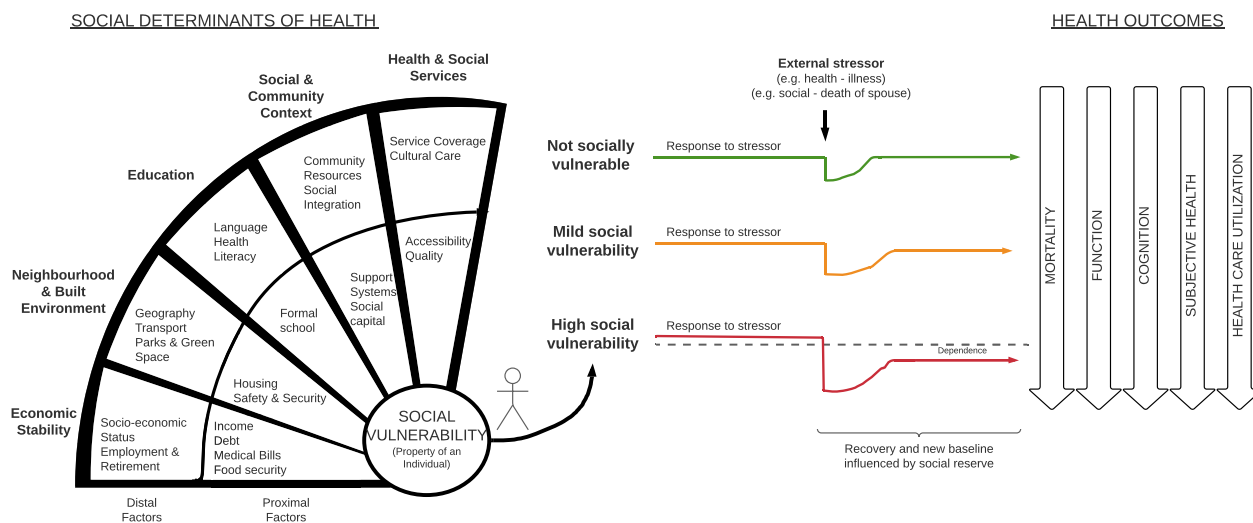 SOCIAL DETERMINANTS OF HEALTH
HEALTH OUTCOMES
Health & Social
Services
Social &
Community
Context
Education
Neighbourhood
& Built
Environment
Economic
Stability
Service Coverage
Cultural Care
Community
Resources
Social
Integration
Language
Health
Literacy
Geography
Transport
Parks & Green
Space
Socio-economic
Status
Employment &
Retirement
Accessibility
Quality
Support
Systems
Social
capital
Formal
school
Housing
Safety & Security
Income
Debt
Medical Bills
Food security
SOCIAL
VULNERABILITY
(Property of an
Individual)
Distal
Factors
Proximal
Factors
External stressor
(e.g. health - illness)
(e.g. social - death of spouse)
Not socially
vulnerable
Response to stressor
Mild social
vulnerability
Response to stressor
High social
vulnerability
Response to stressor
Dependence
Recovery and new baseline
influenced by social reserve
MORTALITY
FUNCTION
COGNITION
SUBJECTIVE HEALTH
HEALTH CARE UTILIZATION